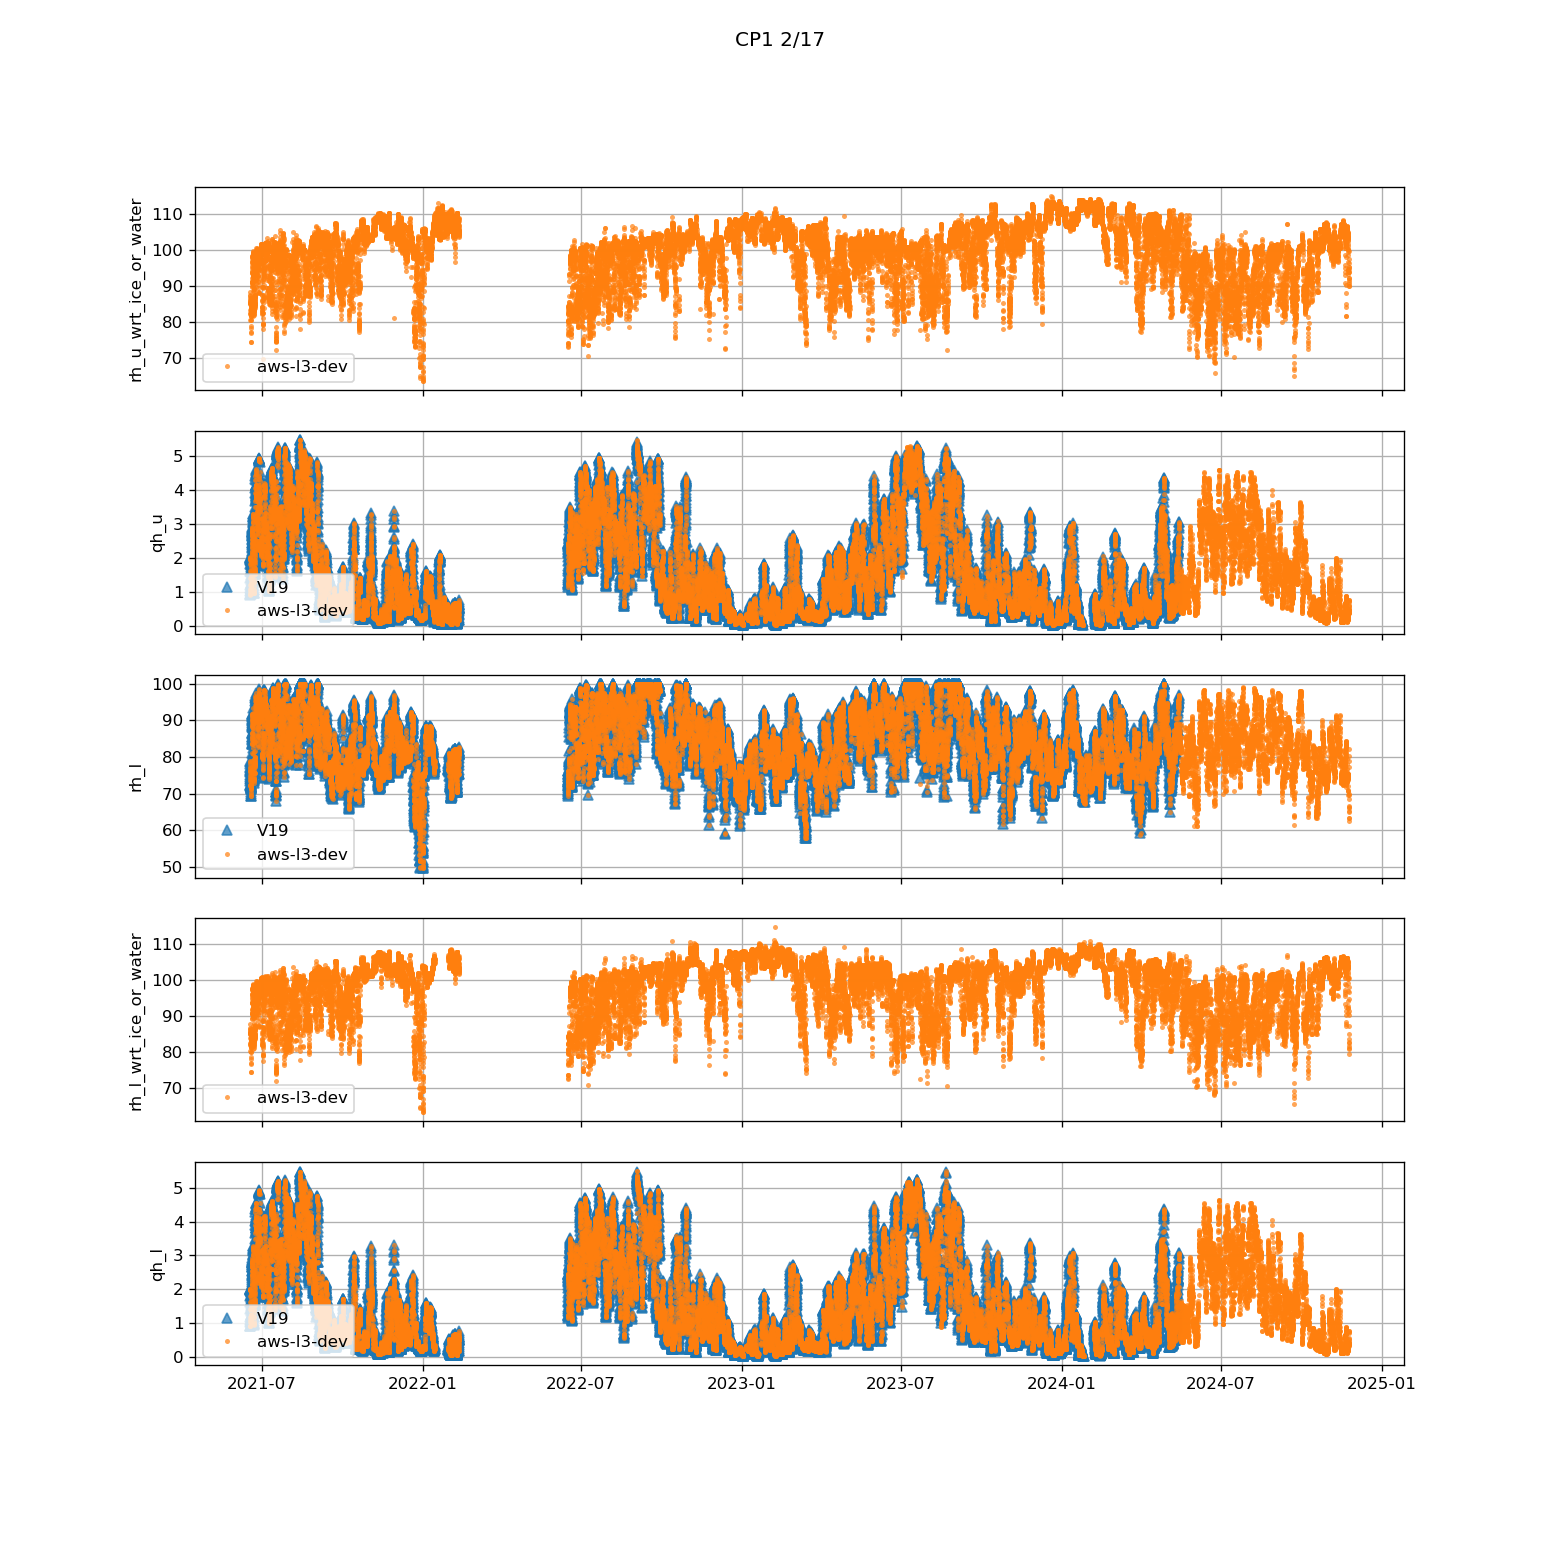 CP1 2/17
rh_u_wrt_ice_or_water
110
100
90
80
70
aws-l3-dev
qh_u
5
4
3
2
1
0
V19
aws-l3-dev
rh_l
100
90
80
70
60
50
V19
aws-l3-dev
rh_l_wrt_ice_or_water
110
100
90
80
70
aws-l3-dev
qh_l
5
4
3
2
1
0
V19
aws-l3-dev
2021-07 2022-01 2022-07 2023-01 2023-07 2024-01 2024-07 2025-01